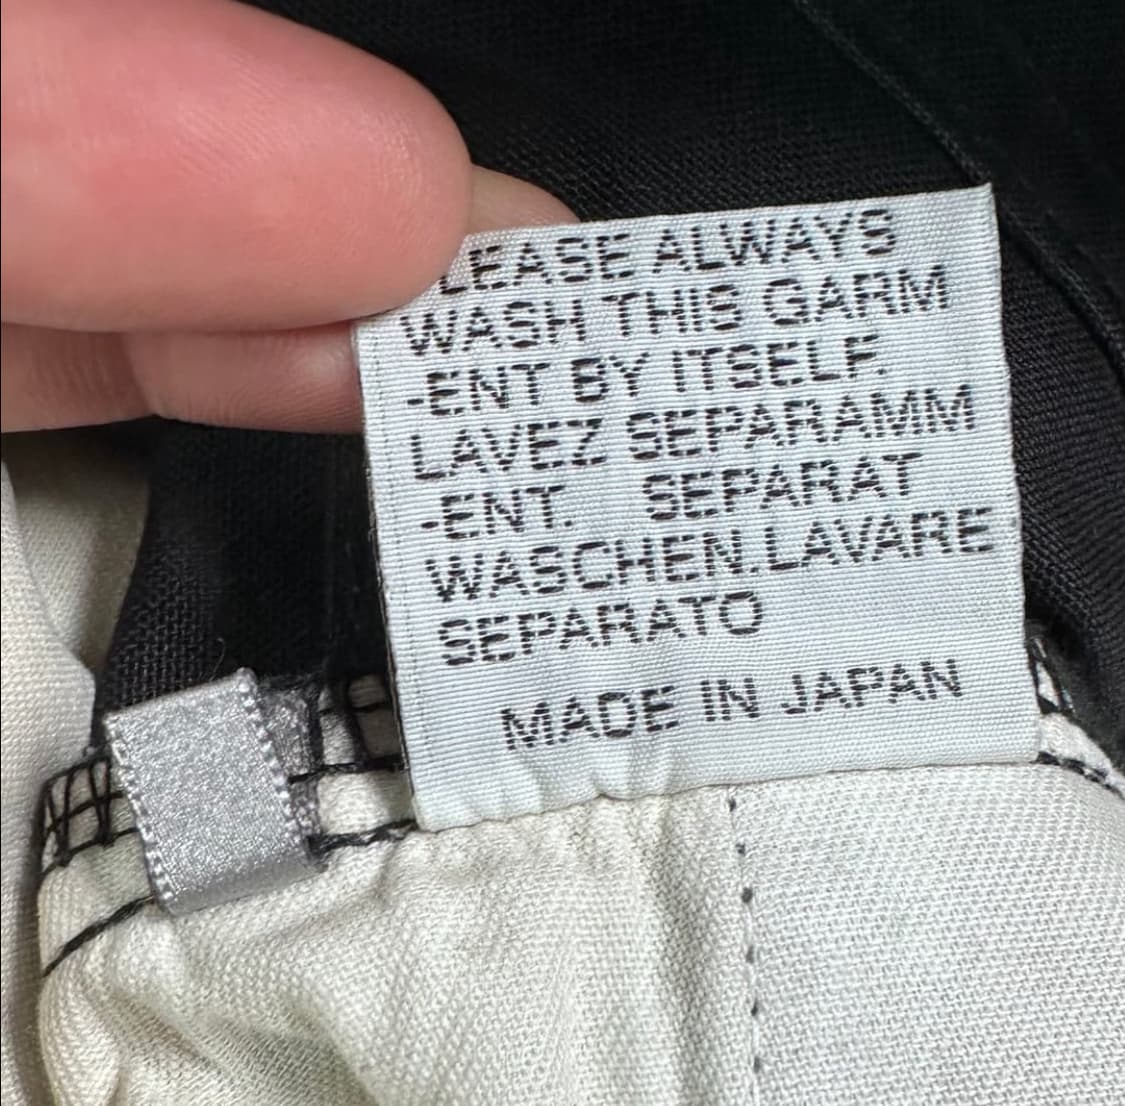 LEASE ALWAYS
WASH THIS GARM
-ENT BY ITSELF.
LAVEZ SEPARAMM
-ENT. SEPARAT
WASCHEN.LAVARE
SEPARATO
MADE IN JAPAN